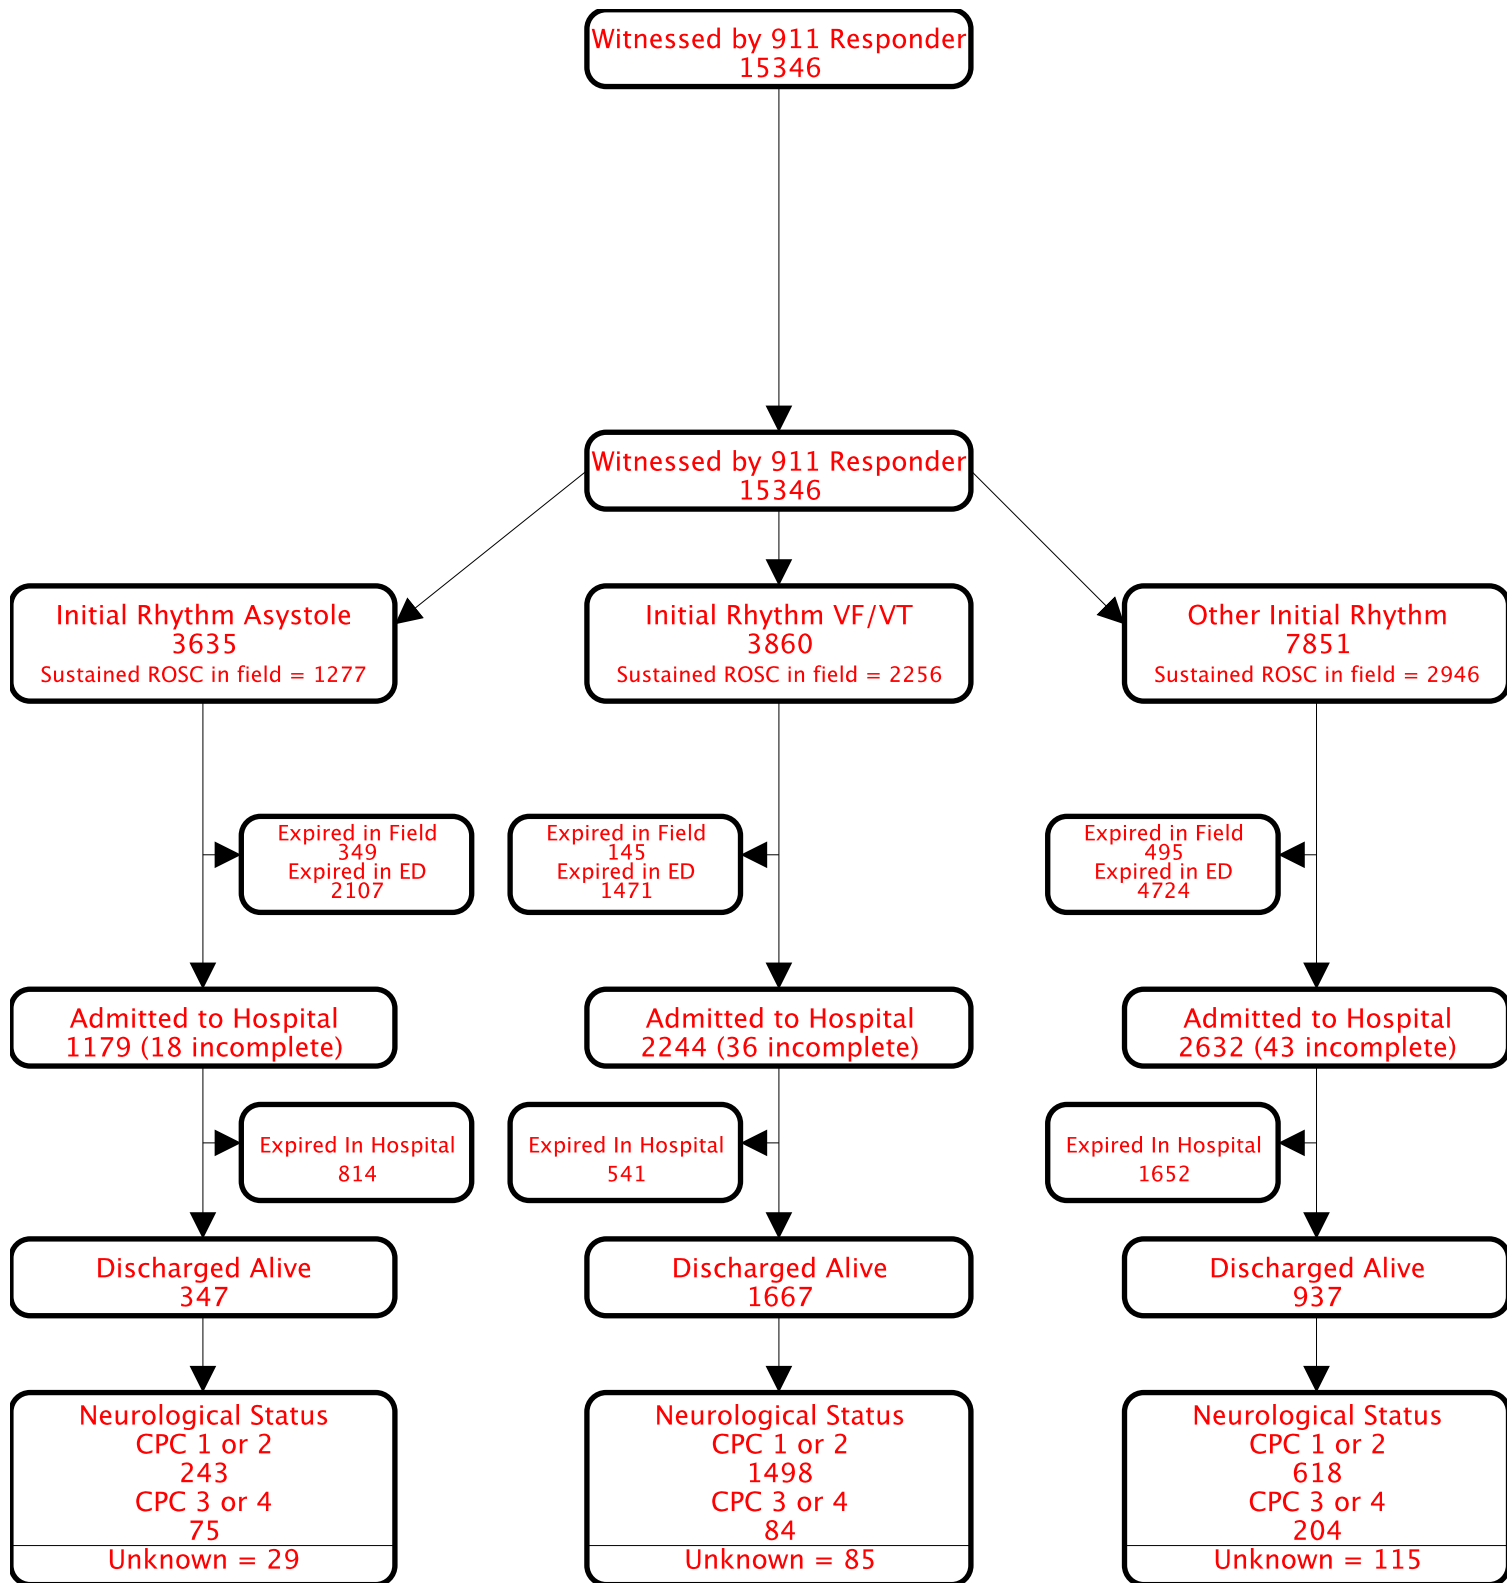 Witnessed by 911 Responder
15346
Witnessed by 911 Responder
15346
Initial Rhythm Asystole
3635
Sustained ROSC in field = 1277
Initial Rhythm VF/VT
3860
Sustained ROSC in field = 2256
Other Initial Rhythm
7851
Sustained ROSC in field = 2946
Expired in Field
349
Expired in ED
2107
Expired in Field
145
Expired in ED
1471
Expired in Field
495
Expired in ED
4724
Admitted to Hospital
1179 (18 incomplete)
Admitted to Hospital
2244 (36 incomplete)
Admitted to Hospital
2632 (43 incomplete)
Expired In Hospital
814
Expired In Hospital
541
Expired In Hospital
1652
Discharged Alive
347
Discharged Alive
1667
Discharged Alive
937
Neurological Status
CPC 1 or 2
243
CPC 3 or 4
75
Unknown = 29
Neurological Status
CPC 1 or 2
1498
CPC 3 or 4
84
Unknown = 85
Neurological Status
CPC 1 or 2
618
CPC 3 or 4
204
Unknown = 115